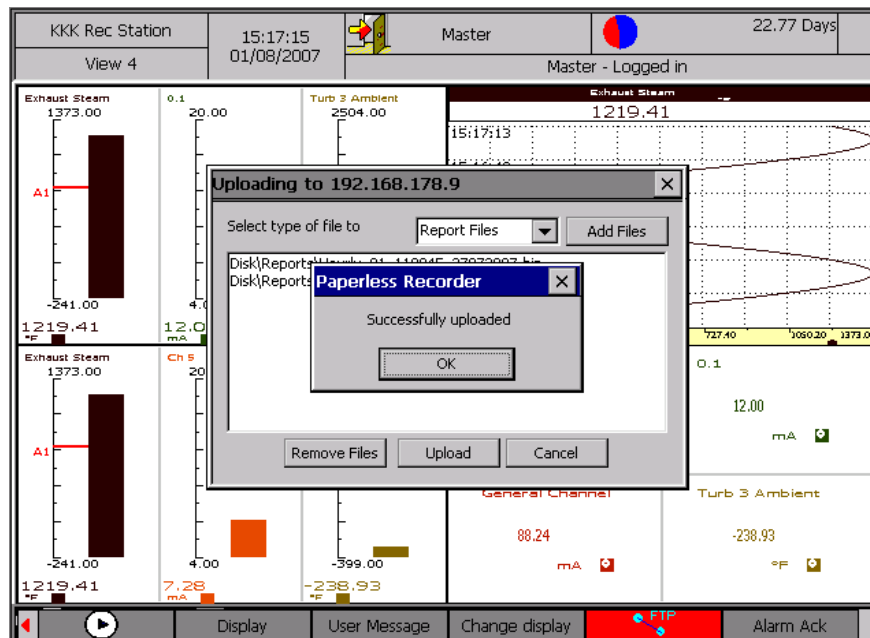 KKK Rec Station
View 4
15:17:15
01/08/2007
Master
22.77 Days
Master - Logged in
Exhaust Steam
1373.00
A1
-241.00
1219.41
°F
0.1
20.00
4.0
12.0
mA
Turb 3 Ambient
2504.00
Exhaust Steam
1219.41
15:17:13
727.40
1050.20
1373.0
Uploading to 192.168.178.9
Select type of file to
Report Files
Add Files
Disk\Reports
Disk\Reports
Paperless Recorder
Successfully uploaded
OK
Remove Files
Upload
Cancel
Exhaust Steam
1373.00
A1
-241.00
1219.41
°F
Ch 5
20
4.00
7.28
mA
-399.00
-238.93
°F
0.1
12.00
mA
General Channel
88.24
mA
Turb 3 Ambient
-238.93
°F
Display
User Message
Change display
FTP
Alarm Ack